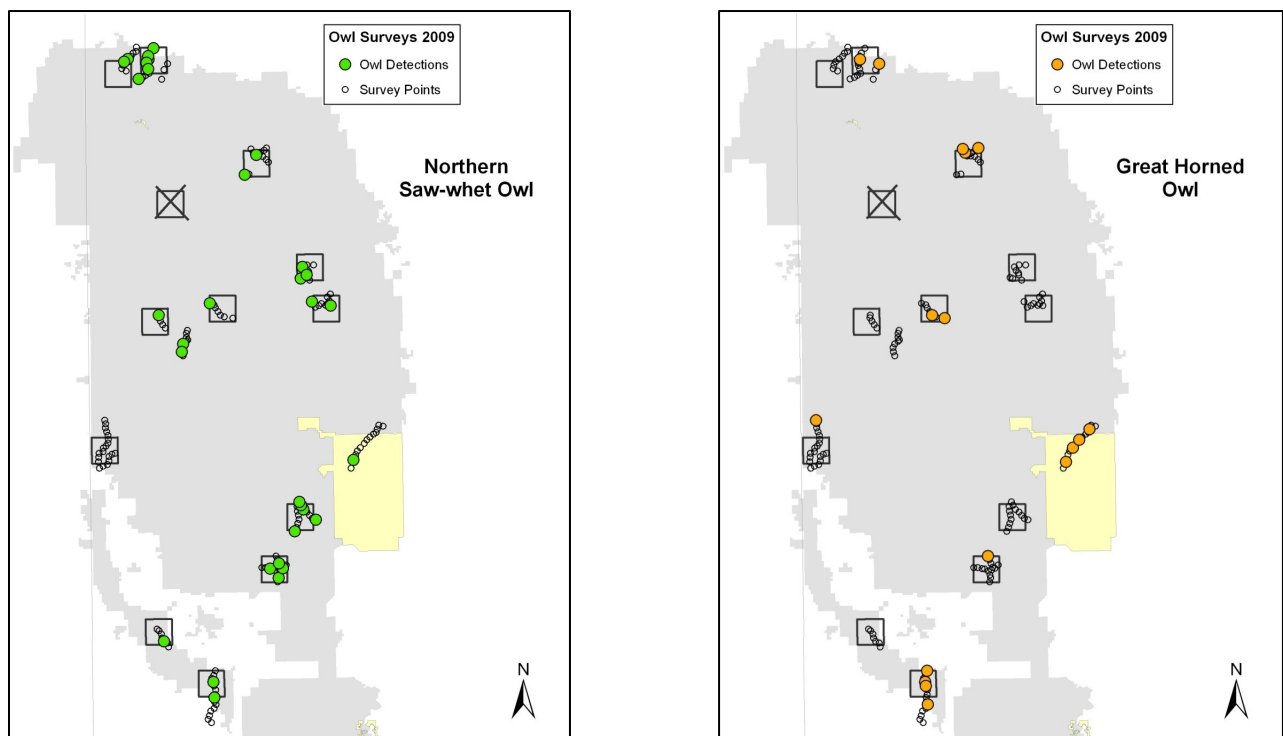 Owl Surveys 2009
Owl Detections
Survey Points
Northern
Saw-whet Owl
N
Owl Surveys 2009
Owl Detections
Survey Points
Great Horned
Owl
N